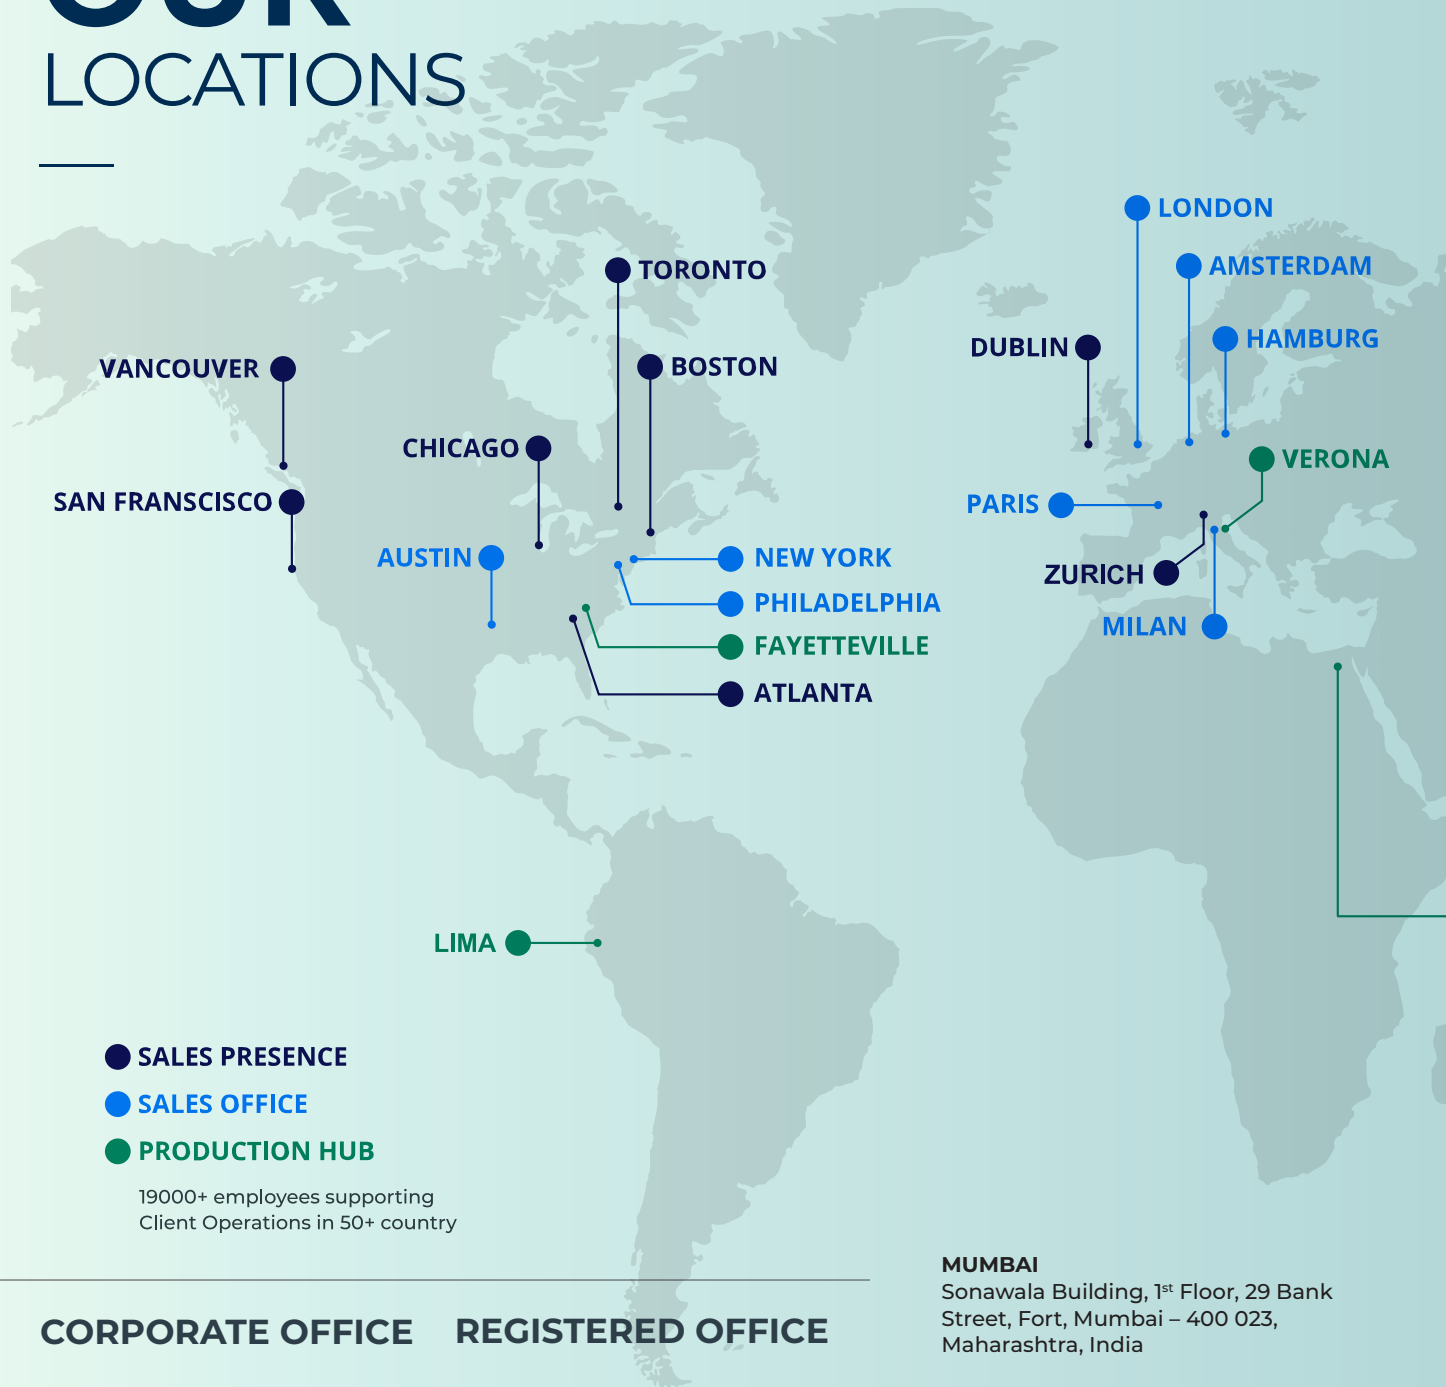 OUR
LOCATIONS
LONDON
AMSTERDAM
TORONTO
HAMBURG
DUBLIN
VANCOUVER
BOSTON
CHICAGO
VERONA
SAN FRANSCISCO
PARIS
AUSTIN
NEW YORK
ZURICH
PHILADELPHIA
MILAN
FAYETTEVILLE
ATLANTA
LIMA
SALES PRESENCE
SALES OFFICE
PRODUCTION HUB
19000+ employees supporting
Client Operations in 50+ country
CORPORATE OFFICE
REGISTERED OFFICE
MUMBAI
Sonawala Building, 1st Floor, 29 Bank
Street, Fort, Mumbai – 400 023,
Maharashtra, India